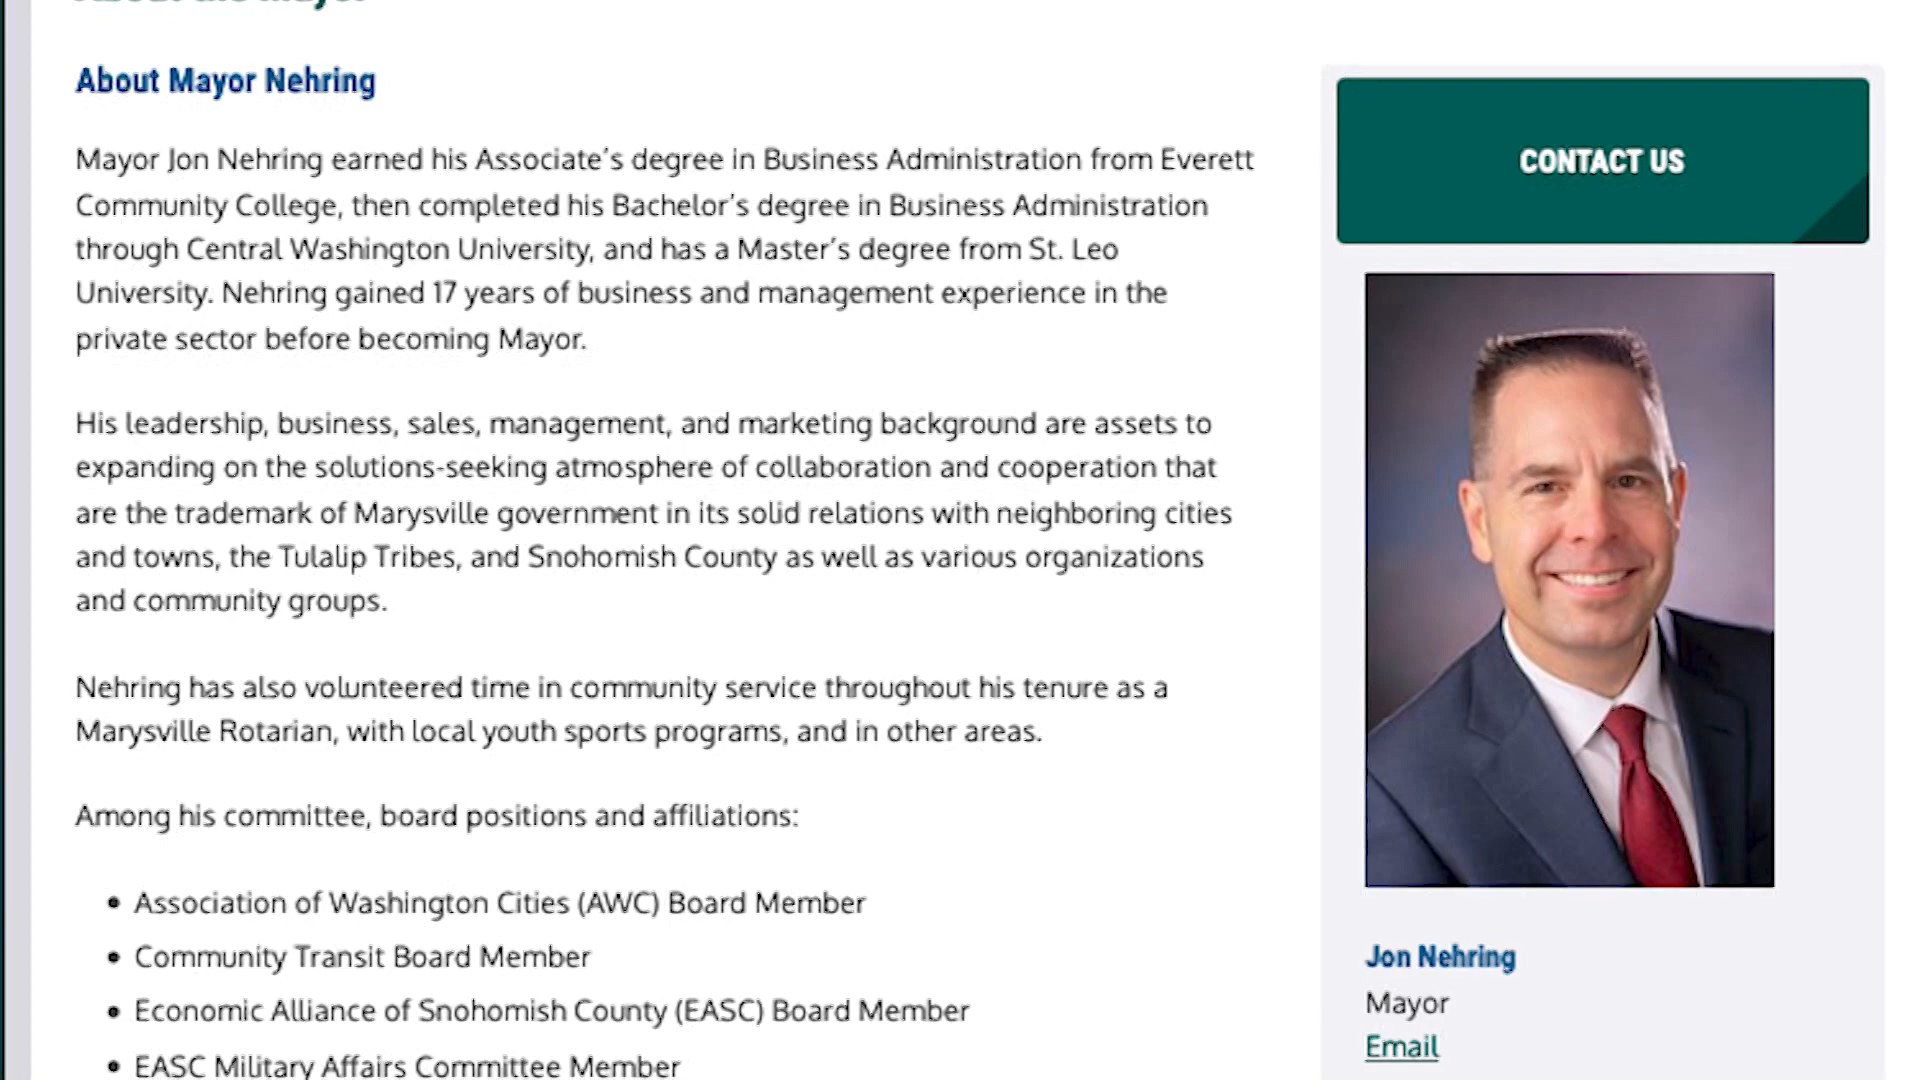 About the Mayor
About Mayor Nehring
Mayor Jon Nehring earned his Associate's degree in Business Administration from Everett
Community College, then completed his Bachelor's degree in Business Administration
through Central Washington University, and has a Master's degree from St. Leo
University. Nehring gained 17 years of business and management experience in the
private sector before becoming Mayor.
His leadership, business, sales, management, and marketing background are assets to
expanding on the solutions-seeking atmosphere of collaboration and cooperation that
are the trademark of Marysville government in its solid relations with neighboring cities
and towns, the Tulalip Tribes, and Snohomish County as well as various organizations
and community groups.
Nehring has also volunteered time in community service throughout his tenure as a
Marysville Rotarian, with local youth sports programs, and in other areas.
Among his committee, board positions and affiliations:
• Association of Washington Cities (AWC) Board Member
• Community Transit Board Member
• Economic Alliance of Snohomish County (EASC) Board Member
• EASC Military Affairs Committee Member
CONTACT US
Jon Nehring
Mayor
Email